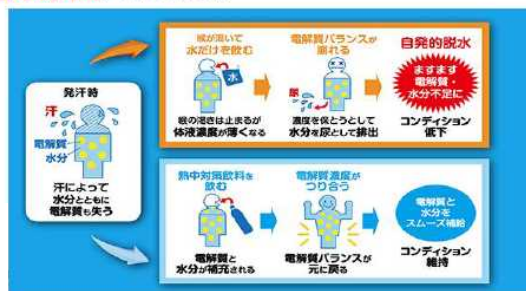 発汗時
汗
電解質
水分
汗によって
水分とともに
電解質も失う
喉が渇いて
水だけを飲む
水
喉の渇きは止まるが
体液濃度が薄くなる
電解質バランスが
崩れる
尿
濃度を保とうとして
水分を尿として排出
自発的脱水
ますます
電解質・
水分不足に
コンディション
低下
熱中対策飲料を
飲む
電解質と
水分が補充される
電解質濃度が
つり合う
電解質バランスが
元に戻る
電解質と
水分を
スムーズ補給
コンディション
維持